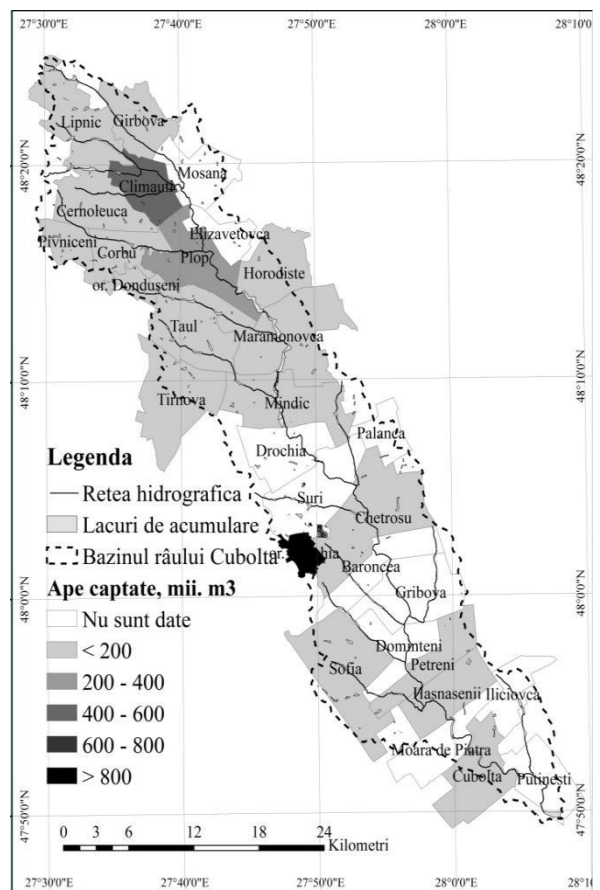 27°30'0"E 27°40'0"E 27°50'0"E 28°0'0"E
48°20'0"N 48°20'0"N
48°10'0"N 48°10'0"N
48°0'0"N 48°0'0"N
47°50'0"N 47°50'0"N
Lipnic
Girbova
Mosana
Climauti
Cernoleuca
Elizavetovca
Pivniceni
Corbu
Plop
Horodiste
or. Donduseni
Taul
Maramonovca
Tirnova
Mindic
Palanca
Drochia
Suri
Chetrosu
Baroncea
Gribova
Dominteni
Petreni
Sofia
Hasnasenii
Iliciovca
Moara de Piatra
Cubolta
Putinesti
Legenda
Retea hidrografica
Lacuri de acumulare
Bazinul râului Cubolta
Ape captate, mii. m3
Nu sunt date
< 200
200 - 400
400 - 600
600 - 800
> 800
0 3 6 12 18 24
Kilometri
27°30'0"E 27°40'0"E 27°50'0"E 28°0'0"E